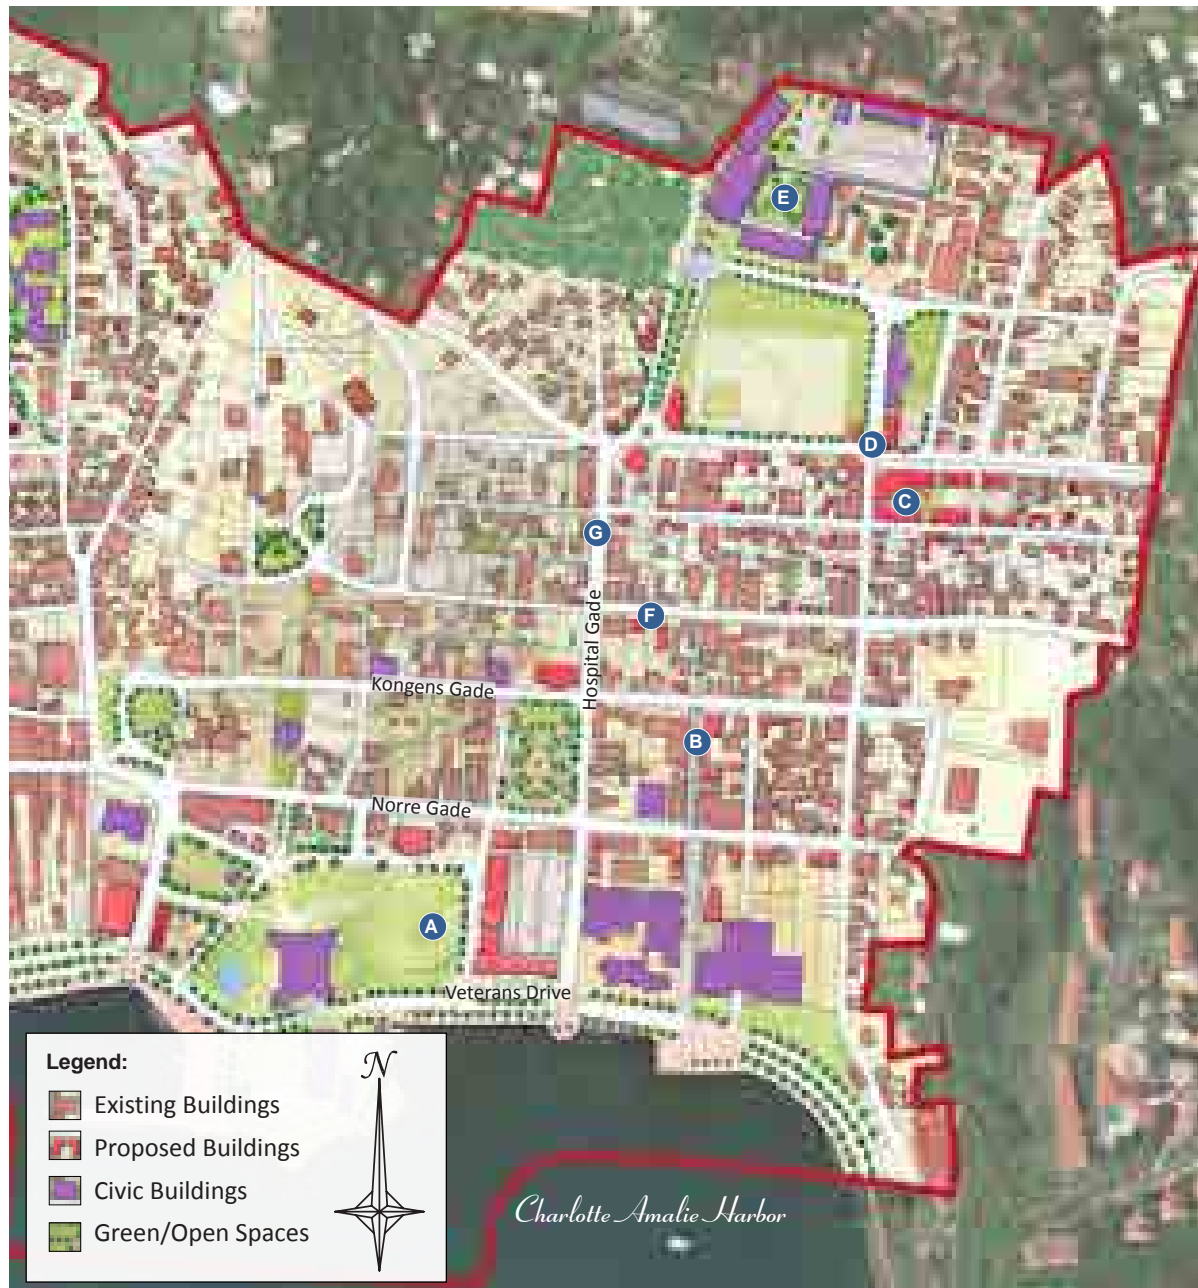 E
D
C
G
Hospital Gade
F
Kongens Gade
B
Norre Gade
A
Veterans Drive
Legend:
N
Existing Buildings
Proposed Buildings
Civic Buildings
Green/Open Spaces
Charlotte Amalie Harbor